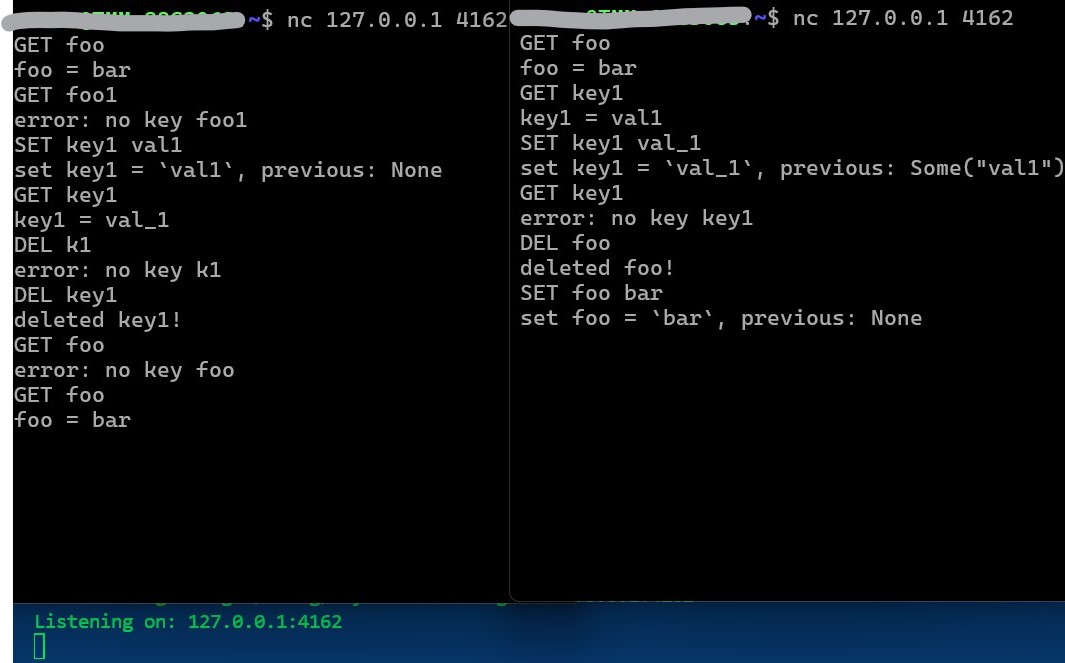 ~$ nc 127.0.0.1 4162
GET foo
foo = bar
GET foo1
error: no key foo1
SET key1 val1
set key1 = `val1`, previous: None
GET key1
key1 = val_1
DEL k1
error: no key k1
DEL key1
deleted key1!
GET foo
error: no key foo
GET foo
foo = bar
~$ nc 127.0.0.1 4162
GET foo
foo = bar
GET key1
key1 = val1
SET key1 val_1
set key1 = `val_1`, previous: Some("val1")
GET key1
error: no key key1
DEL foo
deleted foo!
SET foo bar
set foo = `bar`, previous: None
Listening on: 127.0.0.1:4162